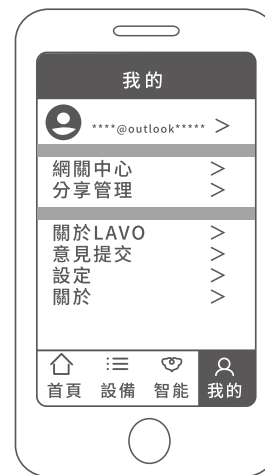 我的
****@outlook***** >
網關中心 >
分享管理 >
關於LAVO >
意見提交 >
設定 >
關於 >
首頁 設備 智能 我的